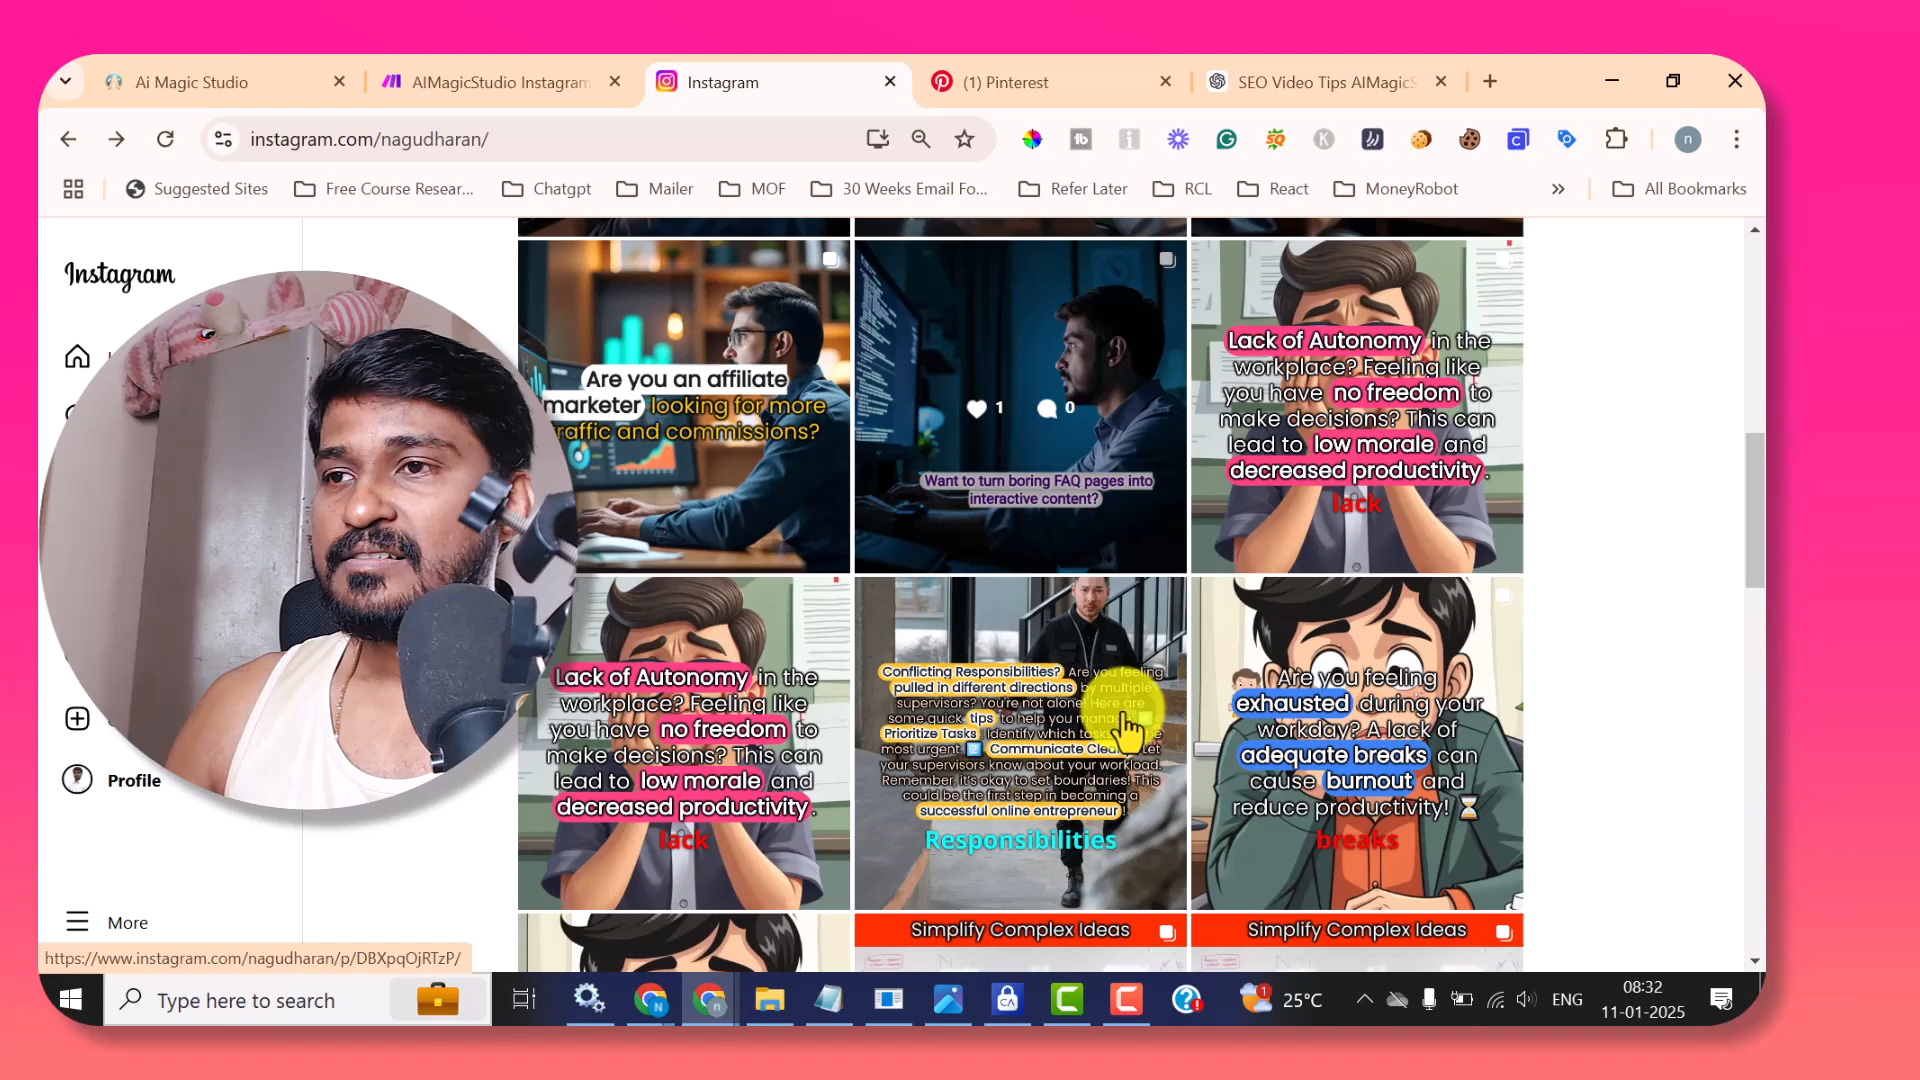 Ai Magic Studio
AIMagicStudio Instagram
Instagram
(1) Pinterest
SEO Video Tips AIMagicS
instagram.com/nagudharan/
n
Suggested Sites
Free Course Resear...
Chatgpt
Mailer
MOF
30 Weeks Email Fo...
Refer Later
RCL
React
MoneyRobot
All Bookmarks
Instagram
Profile
More
Are you an affiliate
marketer looking for more
traffic and commissions?
1
0
Want to turn boring FAQ pages into
interactive content?
Lack of Autonomy in the
workplace? Feeling like
you have no freedom to
make decisions? This can
lead to low morale and
decreased productivity.
lack
Lack of Autonomy in the
workplace? Feeling like
you have no freedom to
make decisions? This can
lead to low morale and
decreased productivity.
lack
Conflicting Responsibilities? Are you feeling
pulled in different directions by multiple
supervisors? You're not alone! Here are
some quick tips to help you
Prioritize Tasks: Identify which
most urgent. 2 Communicate Let
your supervisors know about your workload.
Remember, it's okay to set boundaries! This
could be the first step in becoming a
successful online entrepreneur!
Responsibilities
Are you feeling
exhausted during your
workday? A lack of
adequate breaks can
cause burnout and
reduce productivity! ⏳
breaks
Simplify Complex Ideas
Simplify Complex Ideas
https://www.instagram.com/nagudharan/p/DBXpqOjRTzP/
Type here to search
25°C
ENG
08:32
11-01-2025